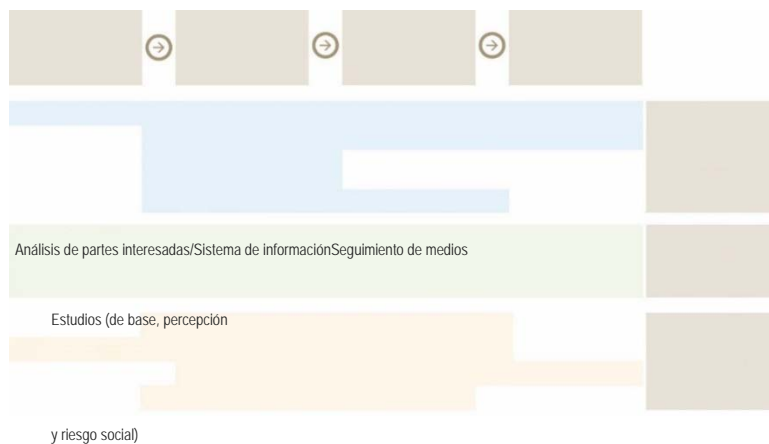 Análisis de partes interesadas/Sistema de informaciónSeguimiento de medios
Estudios (de base, percepción
y riesgo social)